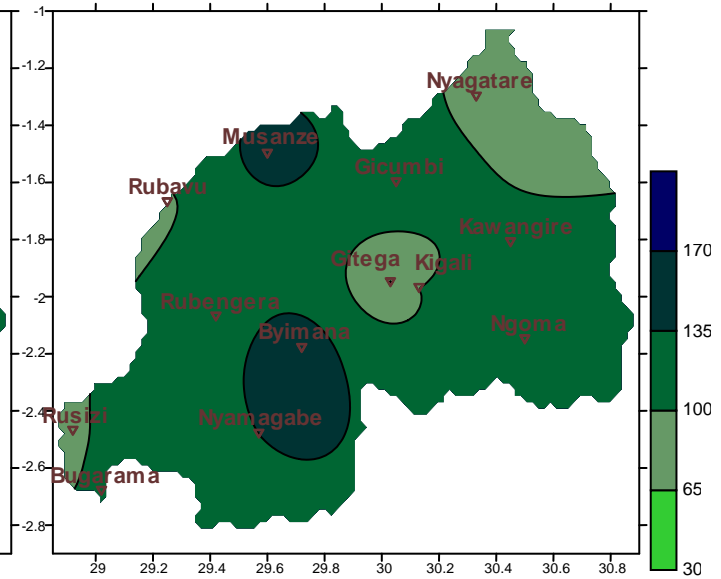 -1
Nyagatare
-1.2
Musanze
-1.4
Gicumbi
-1.6
Rubavu
Kawangire
-1.8
170
Gitega Kigali
-2
Rubengera
135
Byimana
Ngoma
-2.2
Rusizi
Nyamagabe
100
-2.4
Bugarama
65
-2.6
-2.8
30
29 29.2 29.4 29.6 29.8 30 30.2 30.4 30.6 30.8